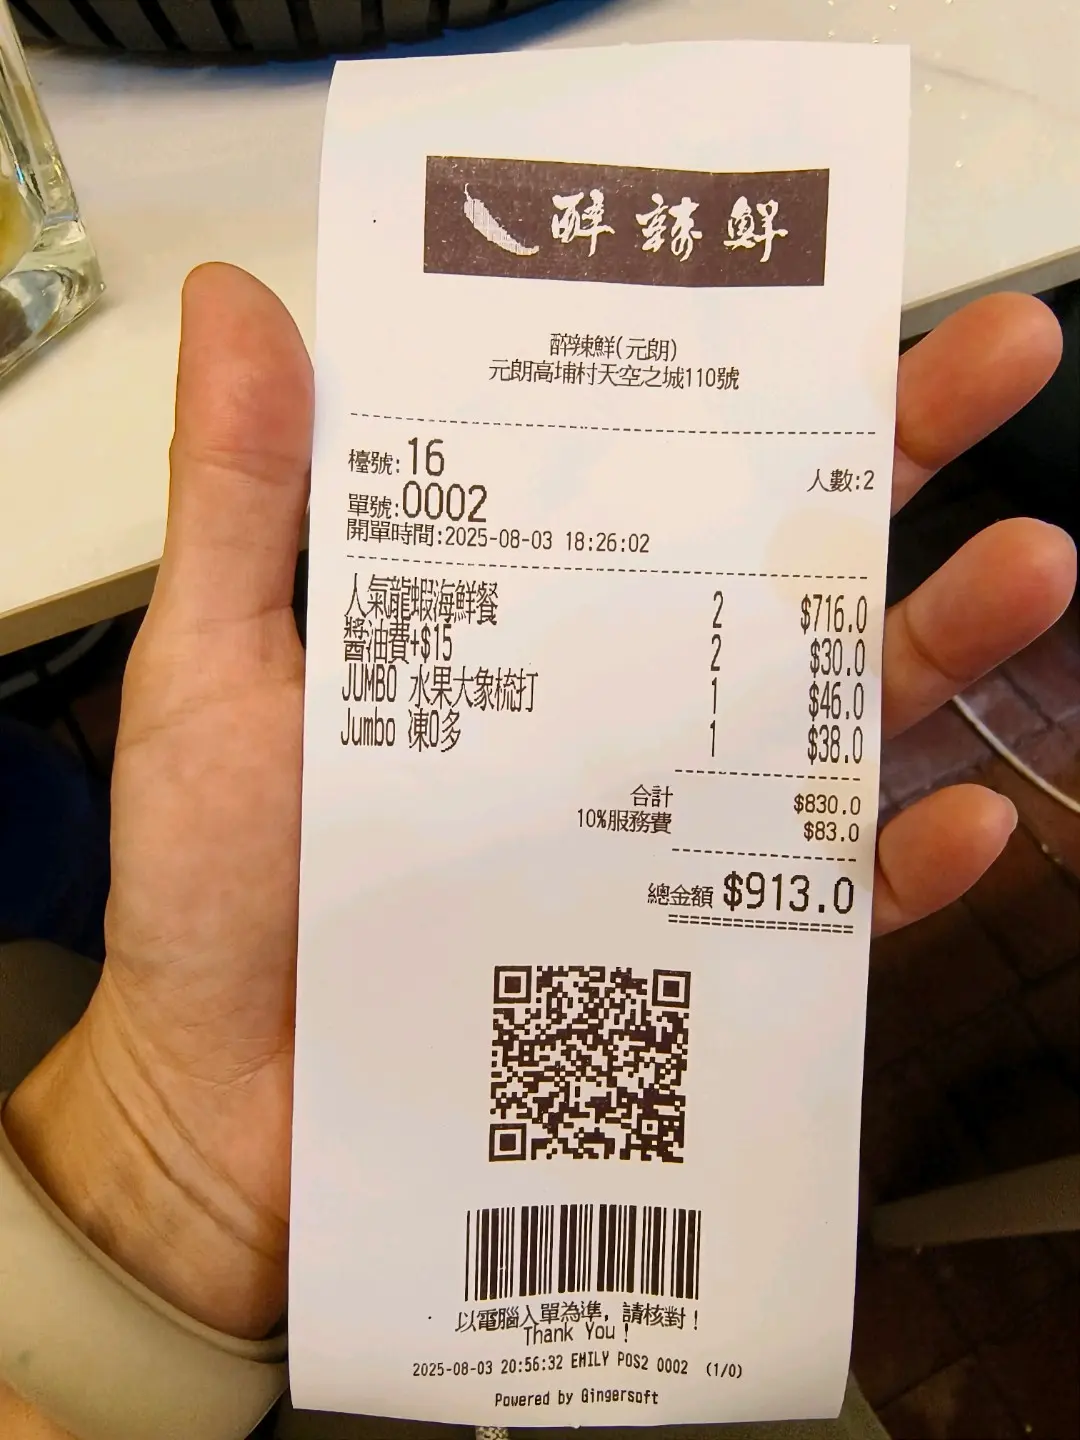 醉辣鮮
醉辣鮮(元朗)
元朗高埔村天空之城110號
檯號:16 人數:2
單號:0002
開單時間:2025-08-03 18:26:02
人氣龍蝦海鮮餐 2 $716.0
醬油費+$15 2 $30.0
JUMBO 水果大象梳打 1 $46.0
Jumbo 凍0多 1 $38.0
合計 $830.0
10%服務費 $83.0
總金額 $913.0
以電腦入單為準, 請核對!
Thank You !
2025-08-03 20:56:32 EMILY POS2 0002 (1/0)
Powered by Gingersoft